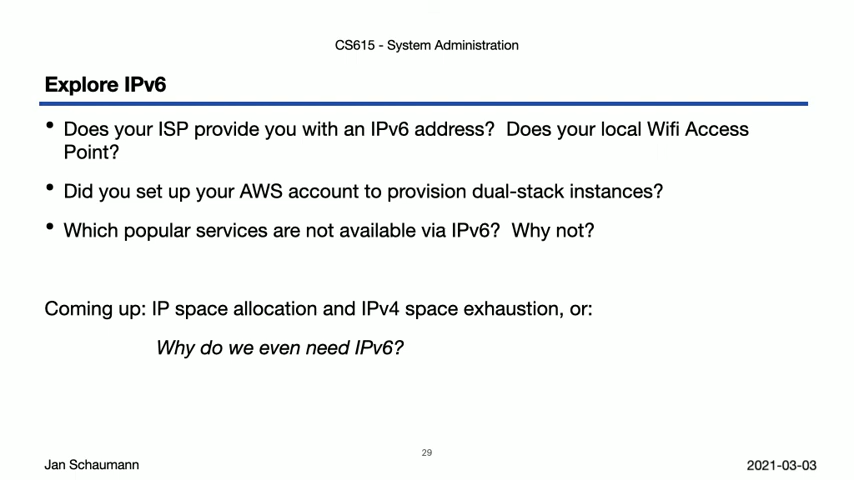 CS615 - System Administration
Explore IPv6
• Does your ISP provide you with an IPv6 address? Does your local Wifi Access
Point?
• Did you set up your AWS account to provision dual-stack instances?
• Which popular services are not available via IPv6? Why not?
Coming up: IP space allocation and IPv4 space exhaustion, or:
Why do we even need IPv6?
29
Jan Schaumann
2021-03-03